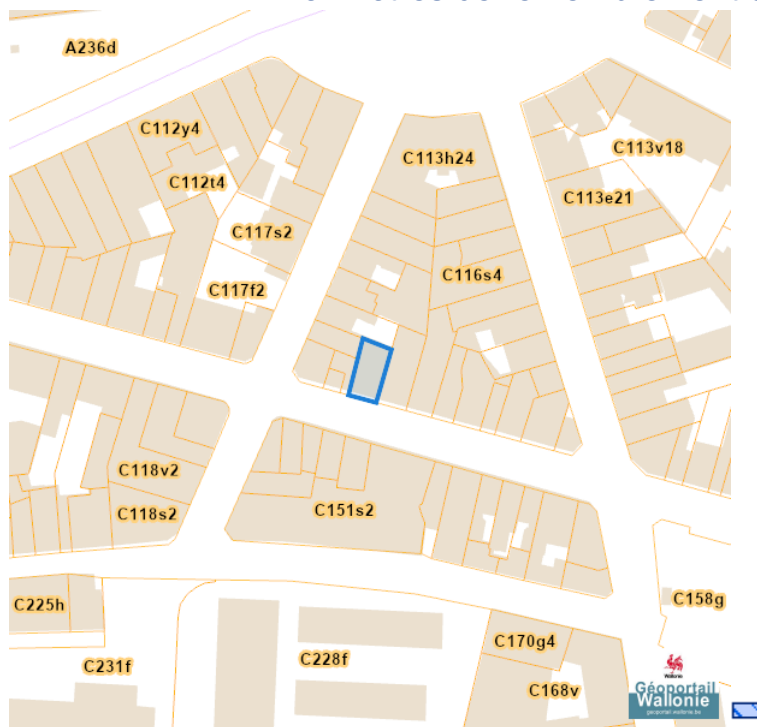 A236d
C112y4
C113v18
C113h24
C112t4
C113e21
C117s2
C116s4
C117f2
C118v2
C118s2
C151s2
C225h
C158g
C170g4
C231f
C228f
C168v
Wallonie
Géoportail
Wallonie
geoportail.wallonie.be